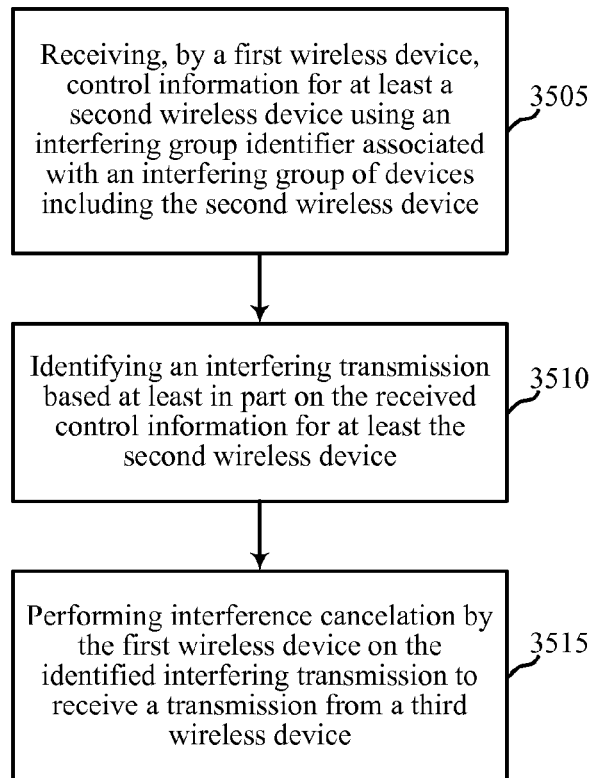 Receiving, by a first wireless device,
control information for at least a
second wireless device using an
interfering group identifier associated
with an interfering group of devices
including the second wireless device
3505
Identifying an interfering transmission
based at least in part on the received
control information for at least the
second wireless device
3510
Performing interference cancelation by
the first wireless device on the
identified interfering transmission to
receive a transmission from a third
wireless device
3515